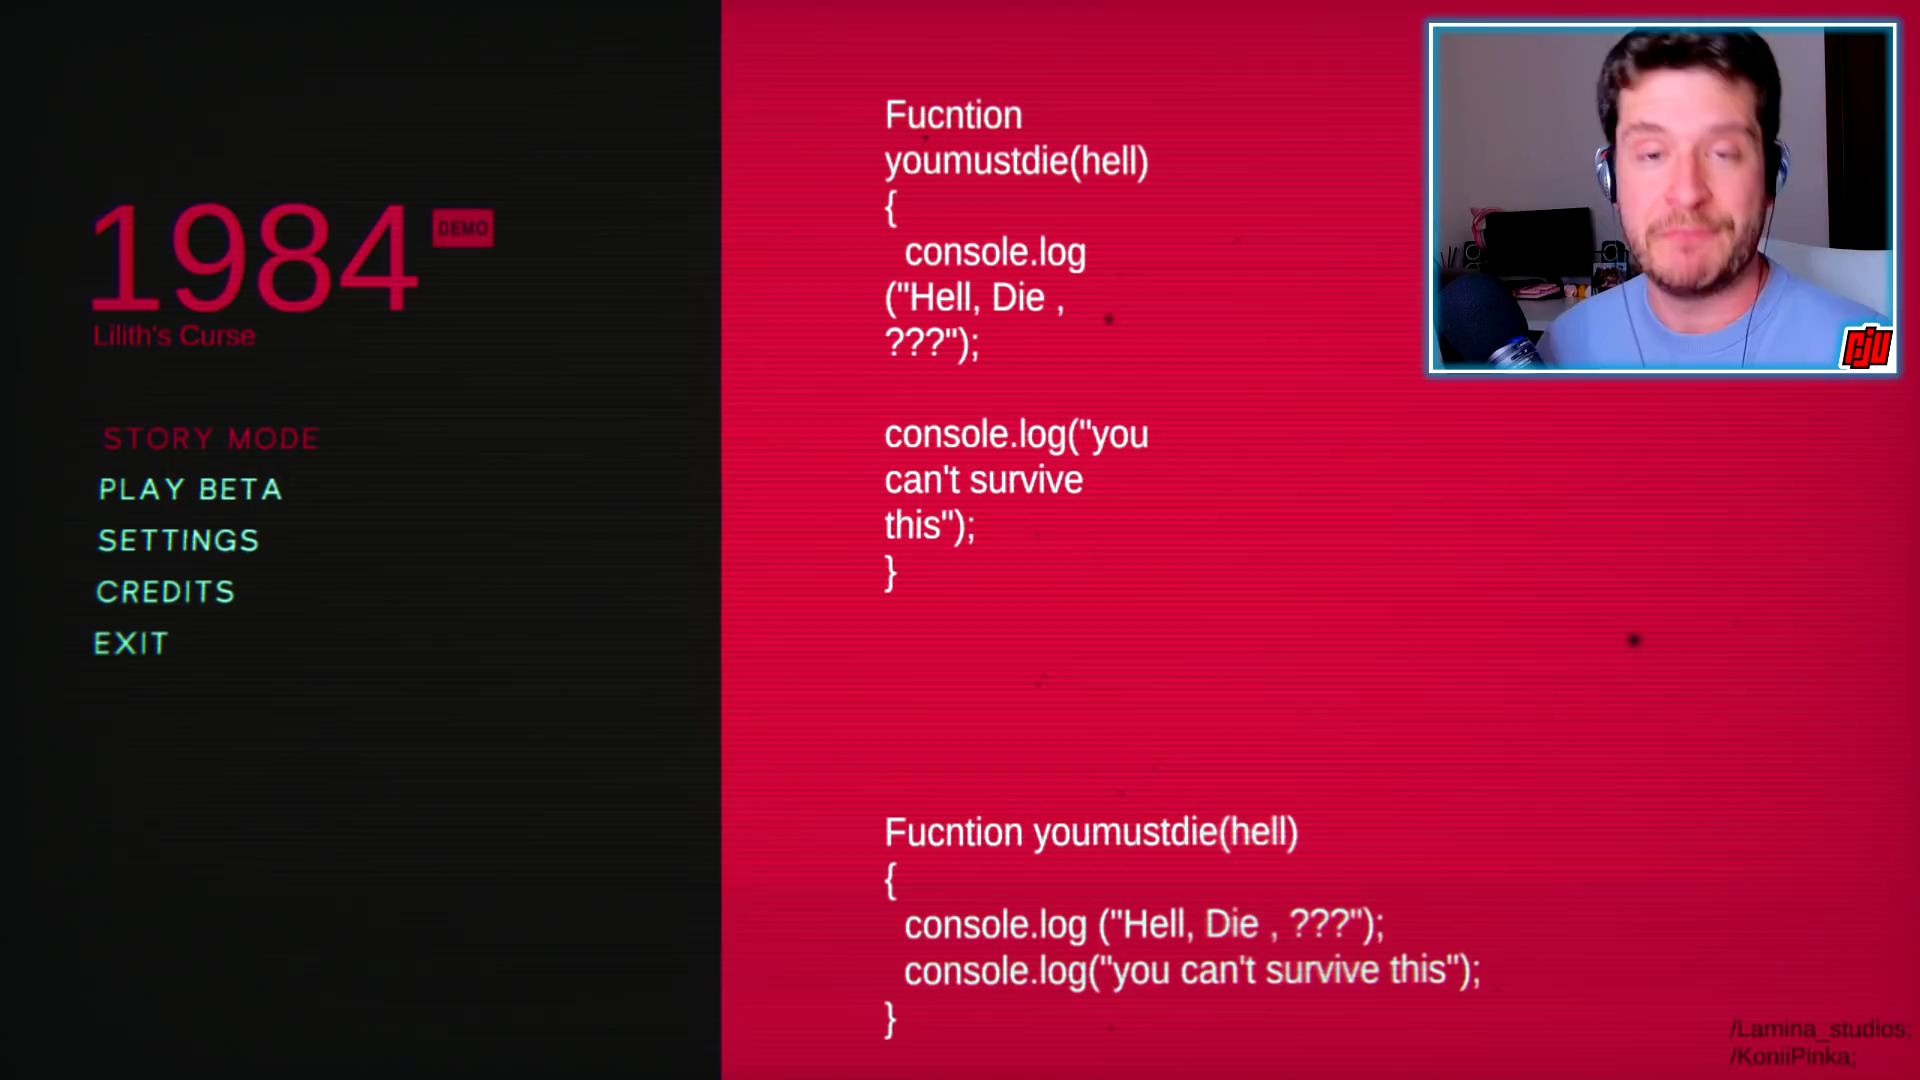 1984
DEMO
Lilith's Curse
STORY MODE
PLAY BETA
SETTINGS
CREDITS
EXIT
Fucntion
youmustdie(hell)
{
console.log
("Hell, Die ,
???");
console.log("you
can't survive
this");
}
Fucntion youmustdie(hell)
{
console.log ("Hell, Die , ???");
console.log("you can't survive this");
}
cju
/Lamina_studios;
/KoniiPinka;